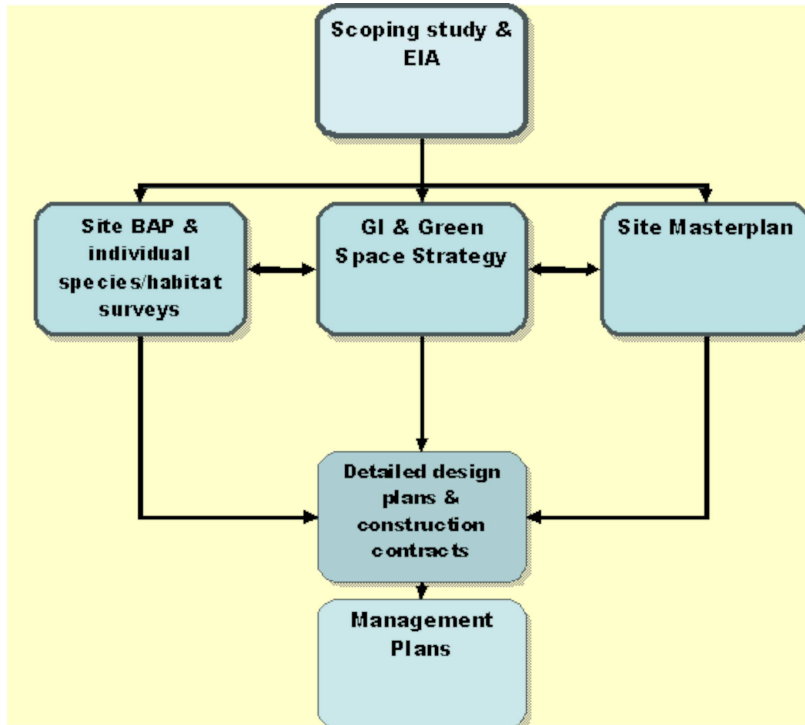 Scoping study &
EIA
Site BAP &
individual
species/habitat
surveys
GI & Green
Space Strategy
Site Masterplan
Detailed design
plans &
construction
contracts
Management
Plans